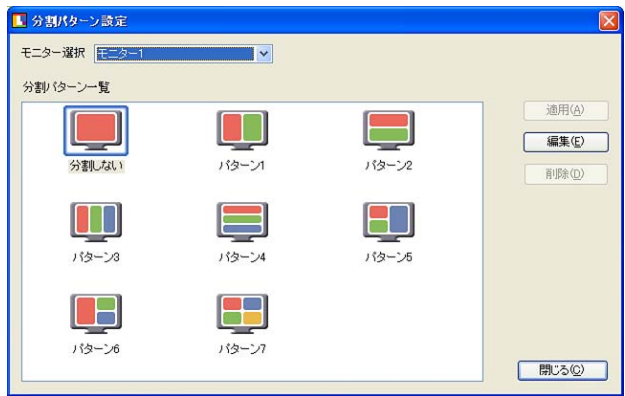 分割パターン設定
モニター選択 モニター1
分割パターン一覧
適用(A)
編集(E)
削除(D)
分割しない パターン1 パターン2
パターン3 パターン4 パターン5
パターン6 パターン7
閉じる(C)